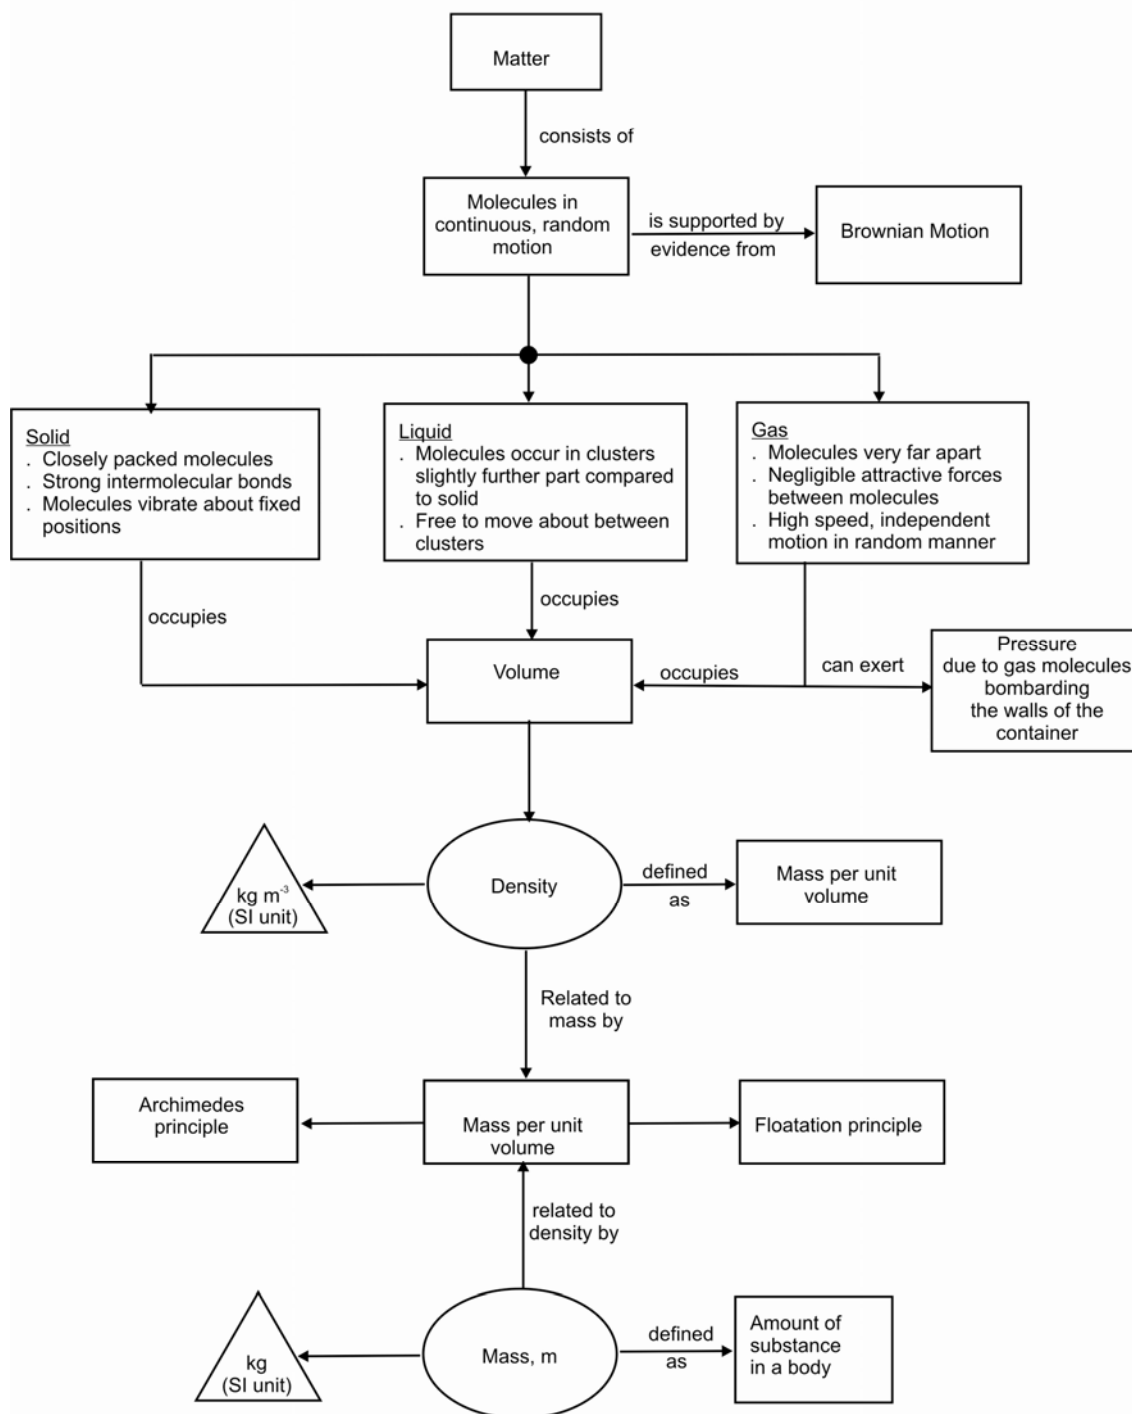 Matter
consists of
Molecules in
continuous, random
motion
is supported by
evidence from
Brownian Motion
Solid
. Closely packed molecules
. Strong intermolecular bonds
. Molecules vibrate about fixed
positions
Liquid
. Molecules occur in clusters
slightly further part compared
to solid
. Free to move about between
clusters
Gas
. Molecules very far apart
. Negligible attractive forces
between molecules
. High speed, independent
motion in random manner
occupies
occupies
Volume
occupies
can exert
Pressure
due to gas molecules
bombarding
the walls of the
container
kg m⁻³
(SI unit)
Density
defined
as
Mass per unit
volume
Related to
mass by
Archimedes
principle
Mass per unit
volume
Floatation principle
related to
density by
kg
(SI unit)
Mass, m
defined
as
Amount of
substance
in a body